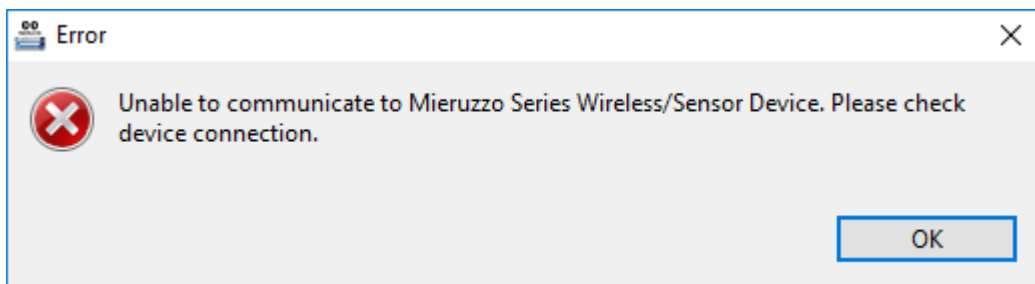 Error
Unable to communicate to Mieruzzo Series Wireless/Sensor Device. Please check
device connection.
OK